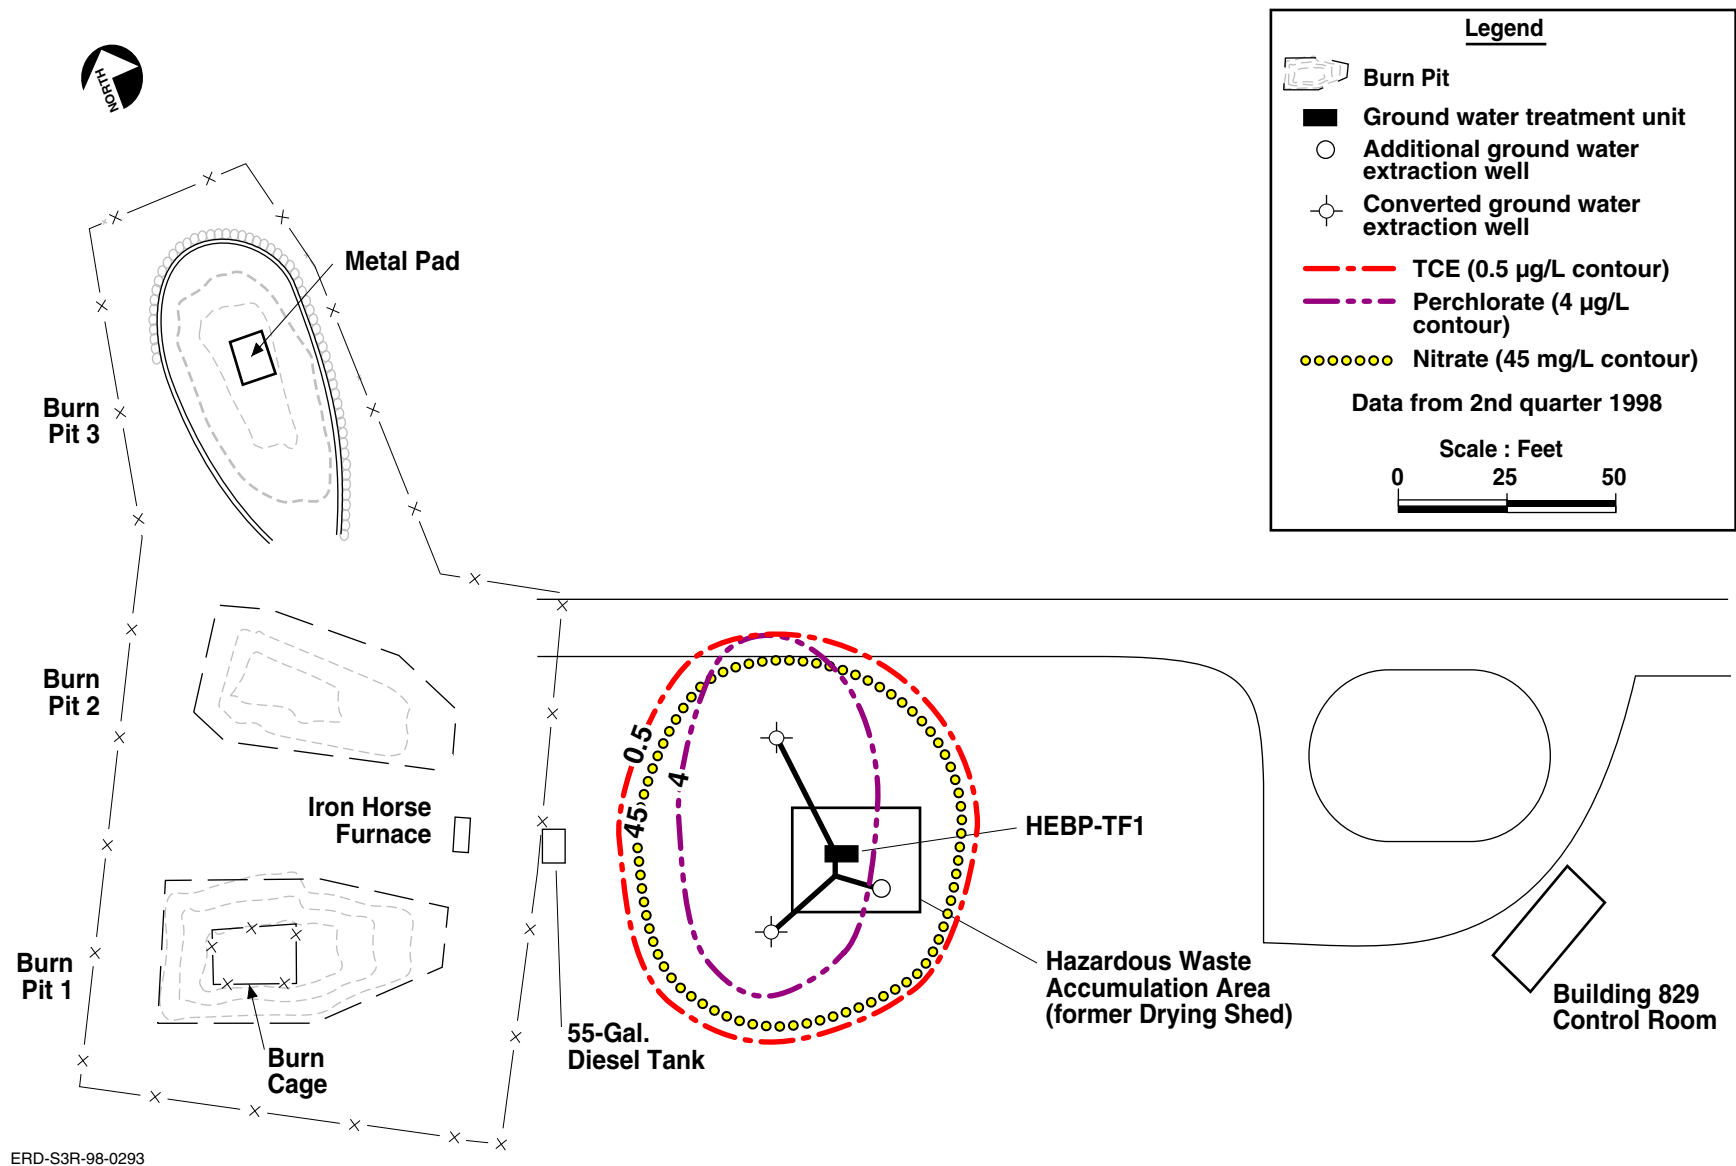 NORTH
Legend
Burn Pit
Ground water treatment unit
Additional ground water
extraction well
Converted ground water
extraction well
TCE (0.5 µg/L contour)
Perchlorate (4 µg/L
contour)
Nitrate (45 mg/L contour)
Data from 2nd quarter 1998
Scale : Feet
0 25 50
Metal Pad
Burn
Pit 3
Burn
Pit 2
Iron Horse
Furnace
Burn
Pit 1
Burn
Cage
55-Gal.
Diesel Tank
0.5
4
45
HEBP-TF1
Hazardous Waste
Accumulation Area
(former Drying Shed)
Building 829
Control Room
ERD-S3R-98-0293